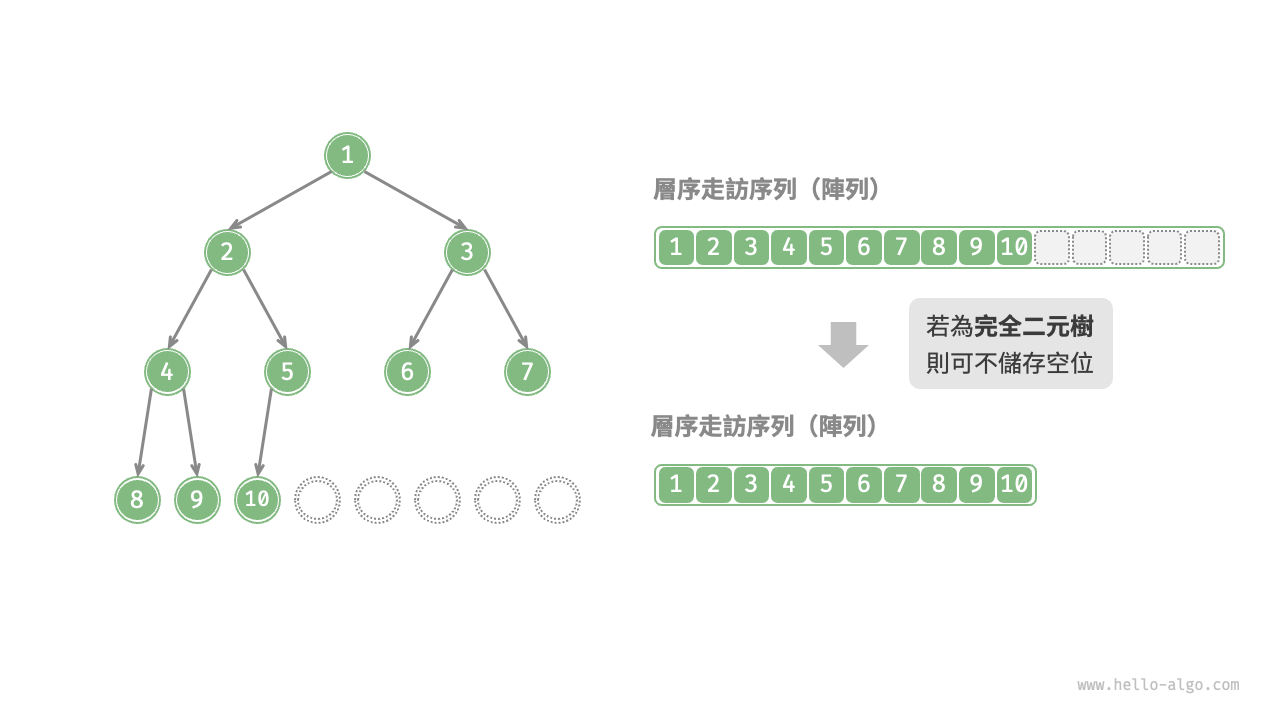 1
2 3
4 5 6 7
8 9 10
層序走訪序列（陣列）
1 2 3 4 5 6 7 8 9 10
若為完全二元樹
則可不儲存空位
層序走訪序列（陣列）
1 2 3 4 5 6 7 8 9 10
www.hello-algo.com